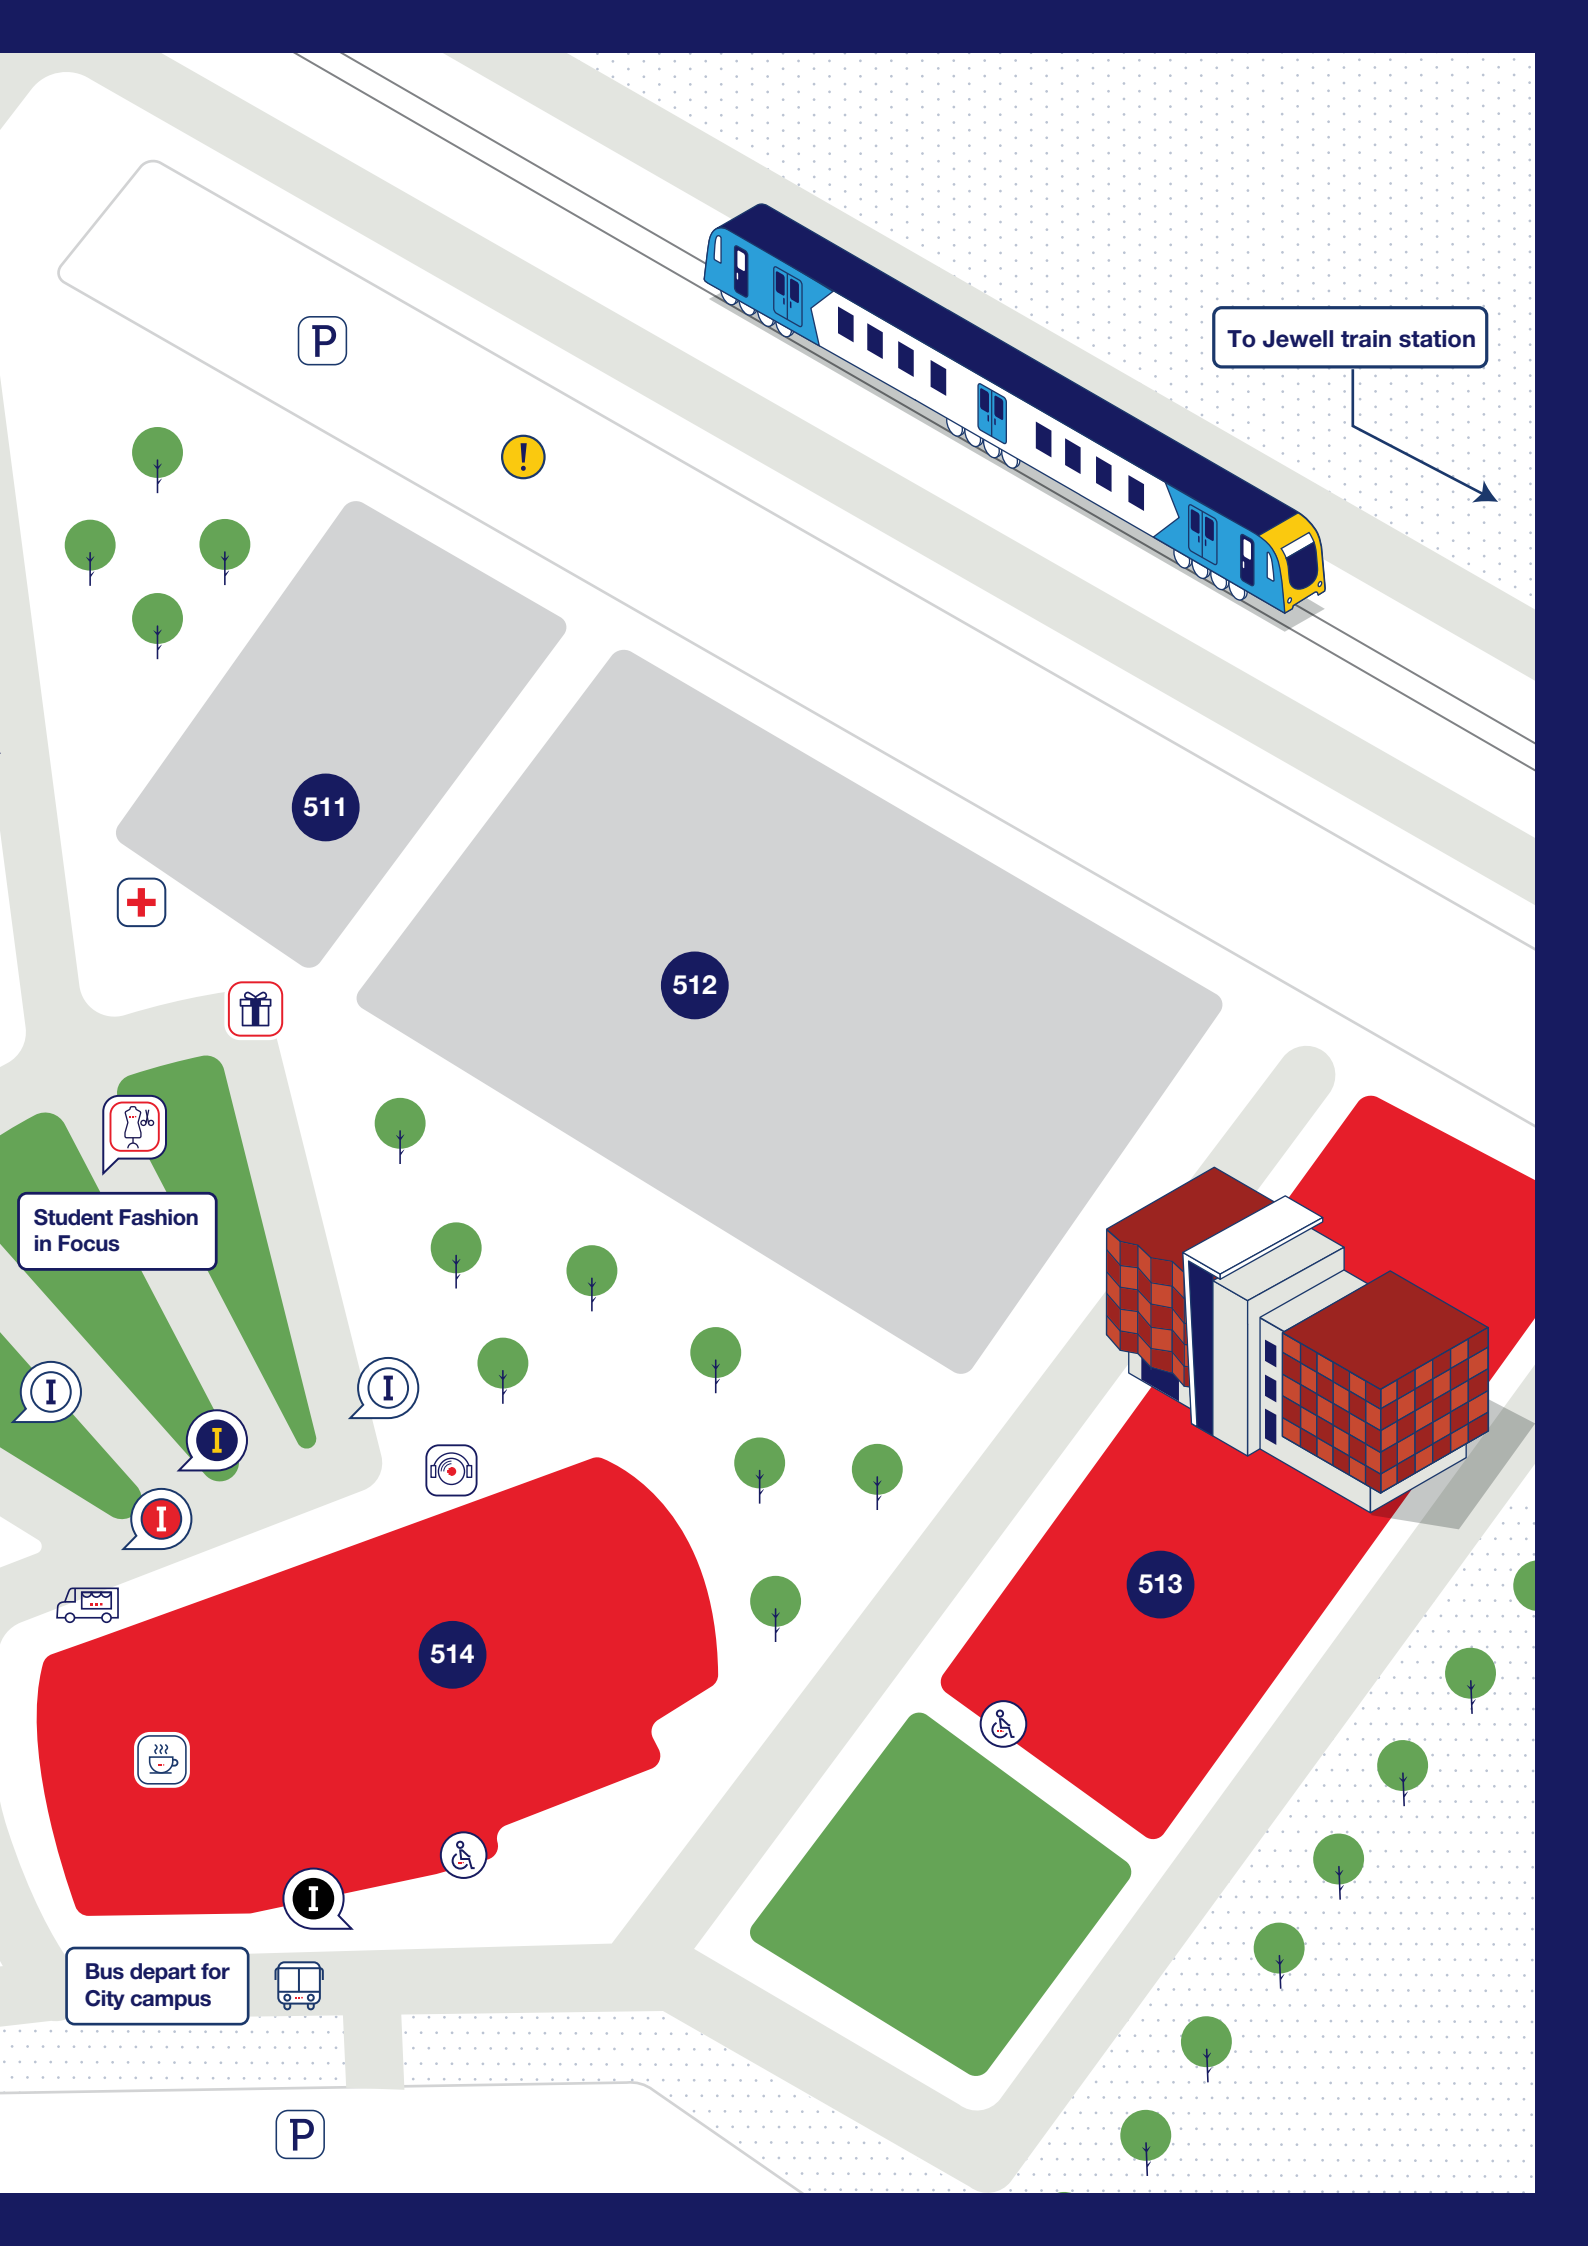 To Jewell train station
P
!
511
512
Student Fashion
in Focus
I
I
I
I
513
514
I
Bus depart for
City campus
P